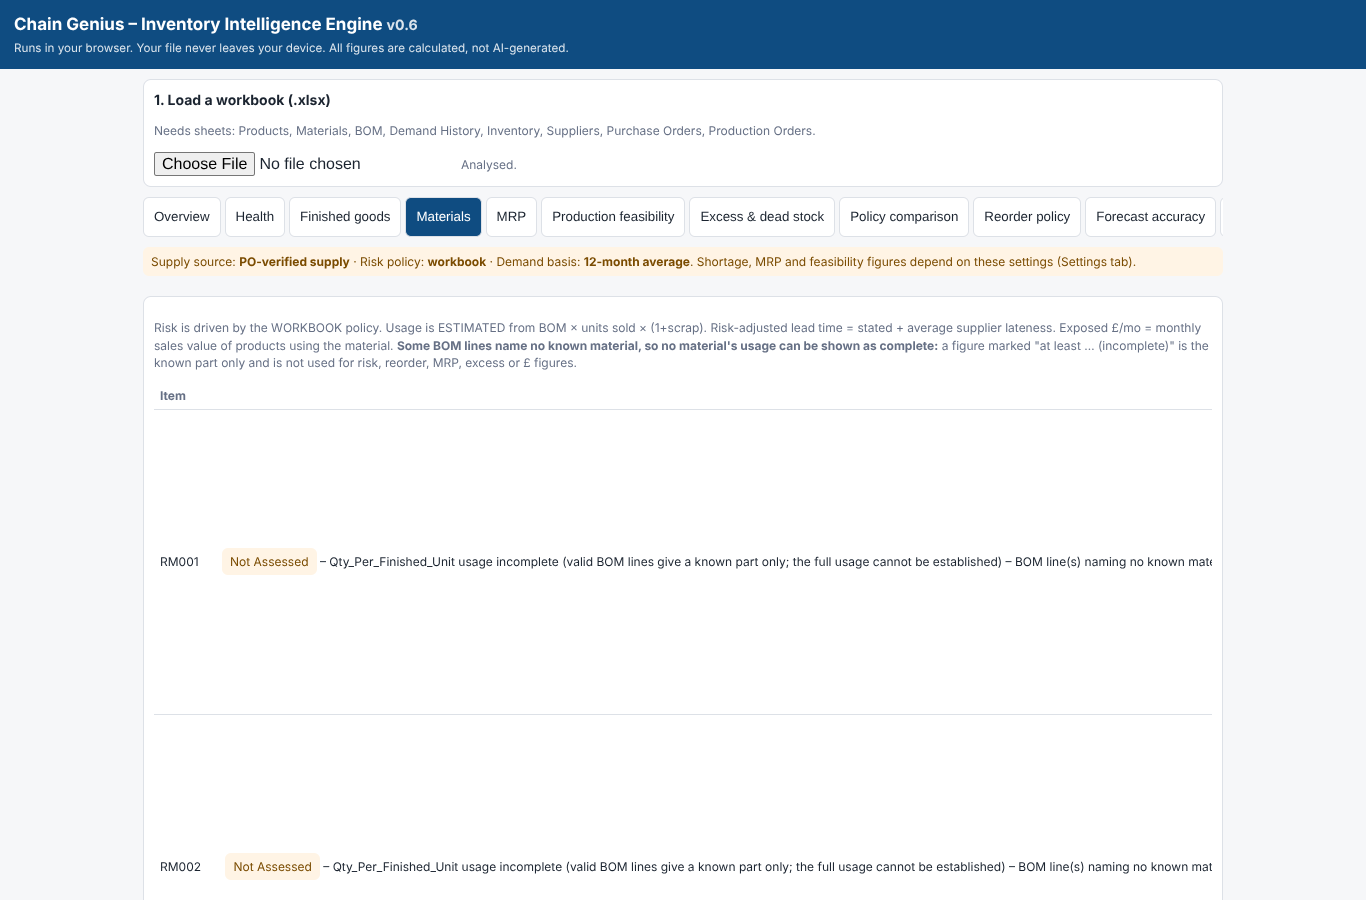 Chain Genius – Inventory Intelligence Engine v0.6
Runs in your browser. Your file never leaves your device. All figures are calculated, not AI-generated.
1. Load a workbook (.xlsx)
Needs sheets: Products, Materials, BOM, Demand History, Inventory, Suppliers, Purchase Orders, Production Orders.
Choose File No file chosen Analysed.
Overview Health Finished goods Materials MRP Production feasibility Excess & dead stock Policy comparison Reorder policy Forecast accuracy
Supply source: PO-verified supply · Risk policy: workbook · Demand basis: 12-month average. Shortage, MRP and feasibility figures depend on these settings (Settings tab).
Risk is driven by the WORKBOOK policy. Usage is ESTIMATED from BOM × units sold × (1+scrap). Risk-adjusted lead time = stated + average supplier lateness. Exposed £/mo = monthly
sales value of products using the material. Some BOM lines name no known material, so no material's usage can be shown as complete: a figure marked "at least ... (incomplete)" is the
known part only and is not used for risk, reorder, MRP, excess or £ figures.
Item
RM001 Not Assessed – Qty_Per_Finished_Unit usage incomplete (valid BOM lines give a known part only; the full usage cannot be established) – BOM line(s) naming no known
RM002 Not Assessed – Qty_Per_Finished_Unit usage incomplete (valid BOM lines give a known part only; the full usage cannot be established) – BOM line(s) naming no known